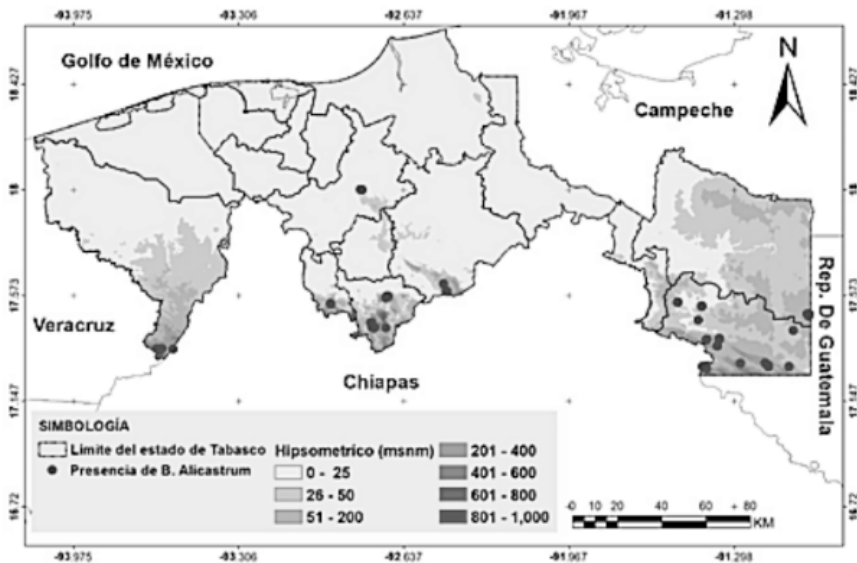 -93.975 -93.306 -92.637 -91.967 -91.298
Golfo de México
N
Campeche
18.427 18.427
18 18
17.573 17.573
Veracruz
Rep. De Guatemala
Chiapas
17.147 17.147
SIMBOLOGÍA
Limite del estado de Tabasco
Presencia de B. Alicastrum
Hipsometrico (msnm)
0 - 25
26 - 50
51 - 200
201 - 400
401 - 600
601 - 800
801 - 1,000
16.72 16.72
-0 5 10 20 40 60 + 80
KM
-93.975 -93.306 -92.637 -91.967 -91.298